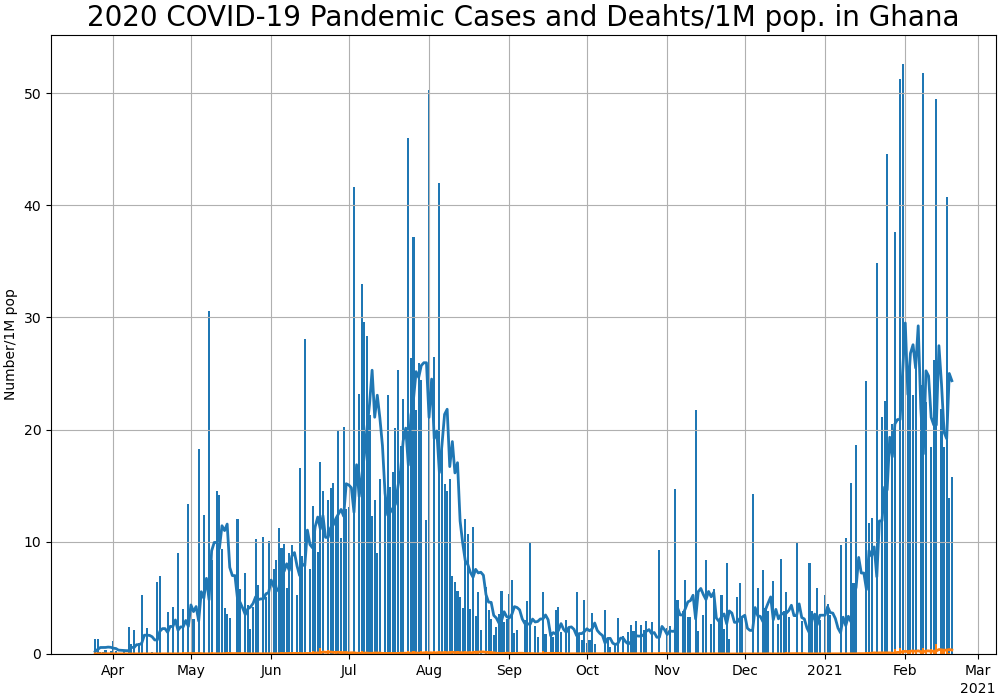 2020 COVID-19 Pandemic Cases and Deahts/1M pop. in Ghana
Number/1M pop
50
40
30
20
10
0
Apr May Jun Jul Aug Sep Oct Nov Dec 2021 Feb Mar
2021